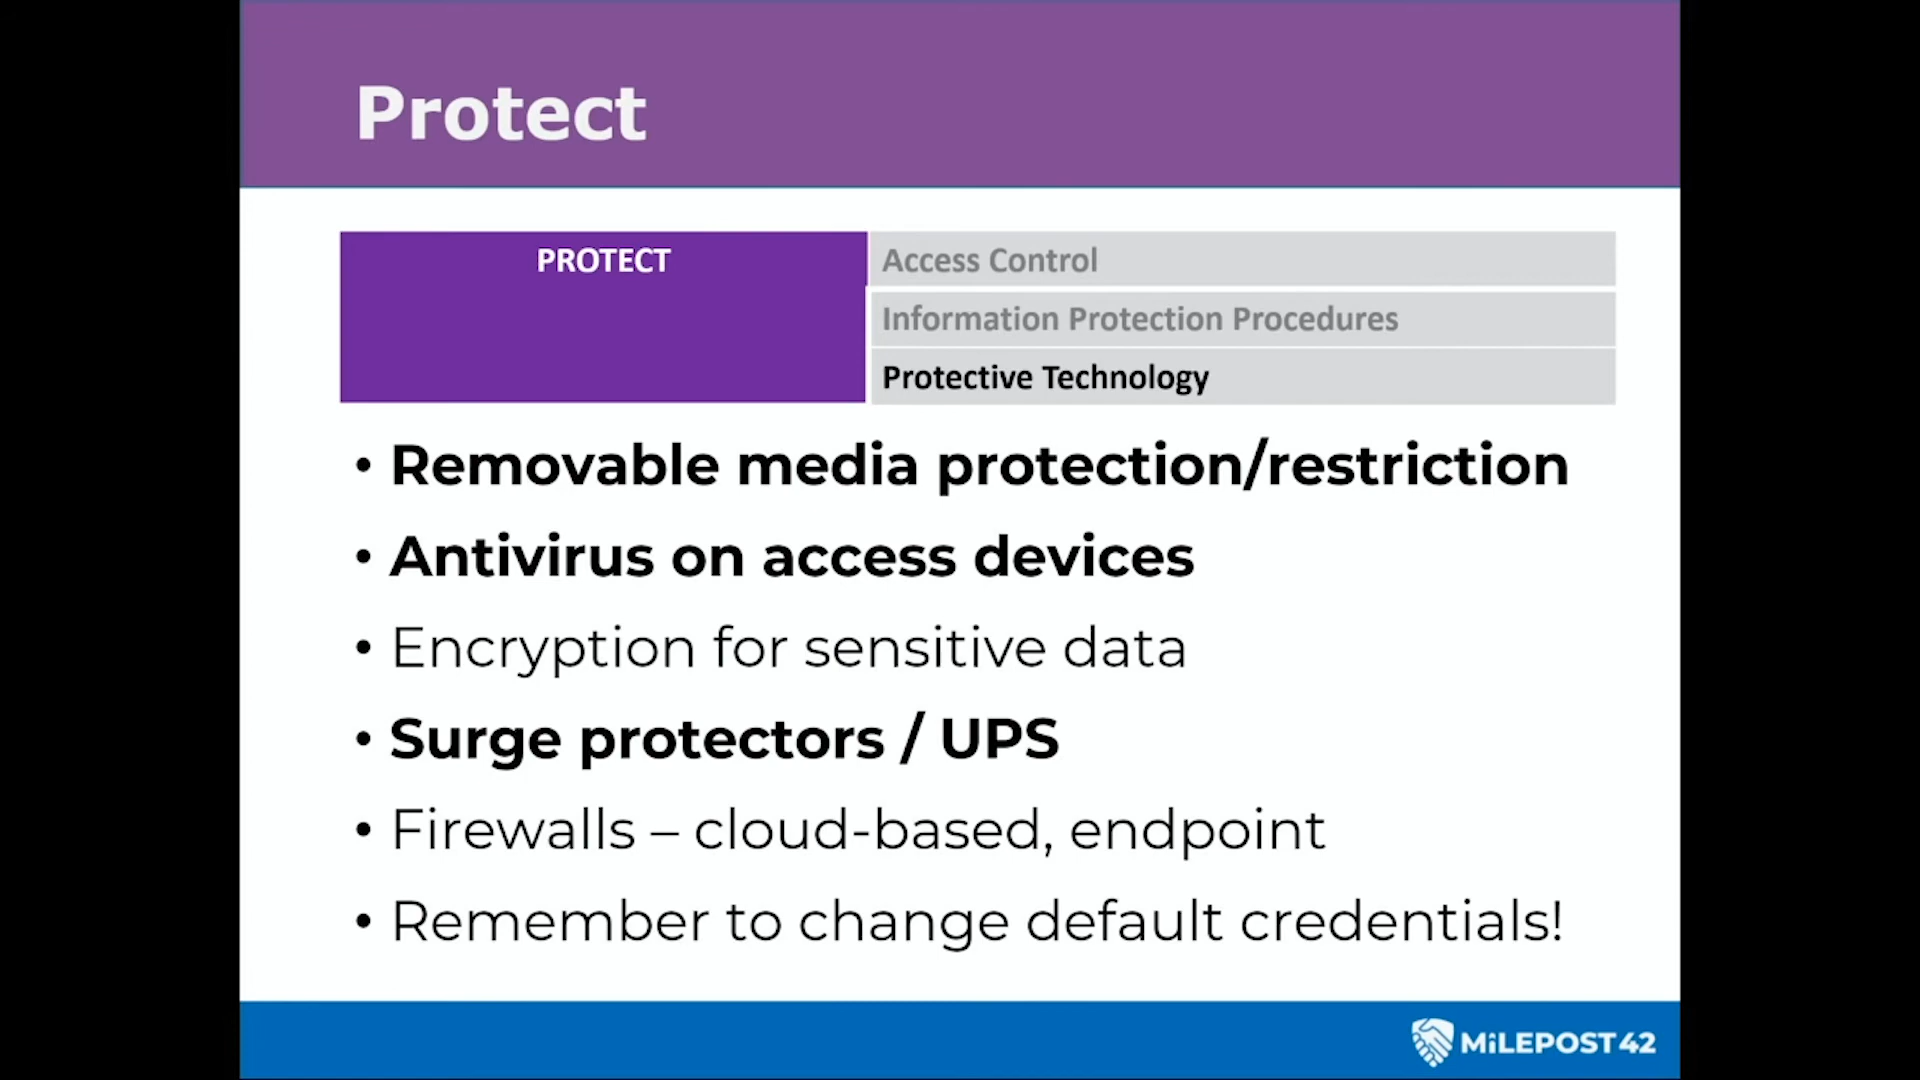 Protect
PROTECT
Access Control
Information Protection Procedures
Protective Technology
• Removable media protection/restriction
• Antivirus on access devices
• Encryption for sensitive data
• Surge protectors / UPS
• Firewalls – cloud-based, endpoint
• Remember to change default credentials!
MiLEPOST42